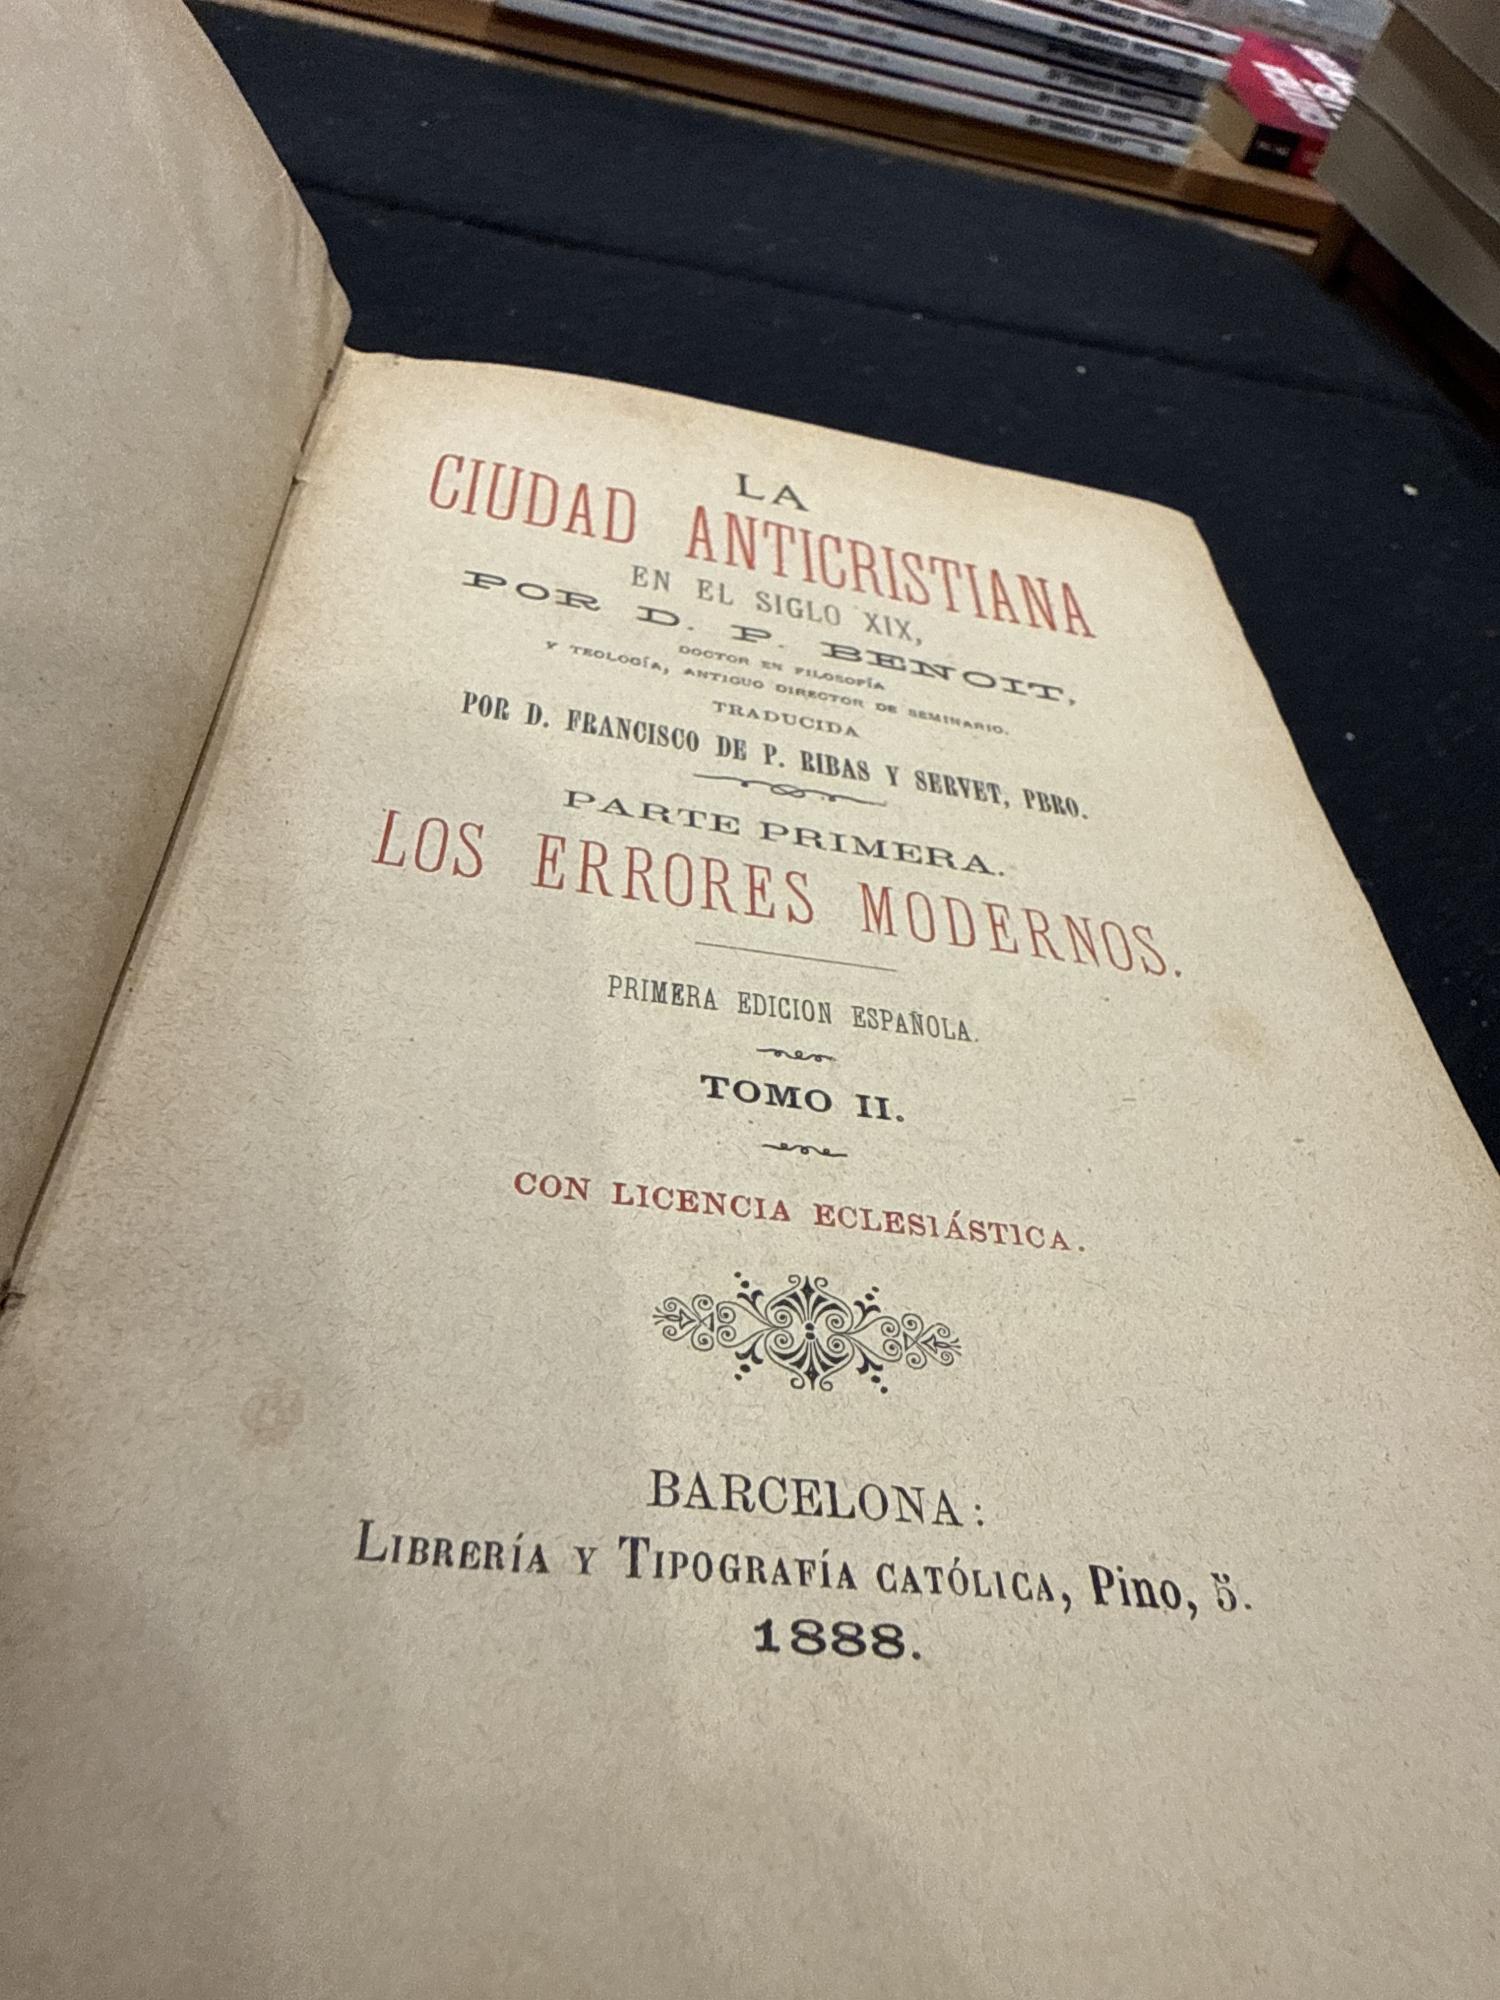 LA
CIUDAD ANTICRISTIANA
EN EL SIGLO XIX,
POR D. P. BENOIT,
DOCTOR EN FILOSOFÍA
Y TEOLOGÍA, ANTIGUO DIRECTOR DE SEMINARIO.
TRADUCIDA
POR D. FRANCISCO DE P. RIBAS Y SERVET, PBRO.
PARTE PRIMERA.
LOS ERRORES MODERNOS.
PRIMERA EDICION ESPAÑOLA.
TOMO II.
CON LICENCIA ECLESIÁSTICA.
BARCELONA:
LIBRERÍA Y TIPOGRAFÍA CATÓLICA, Pino, 5.
1888.